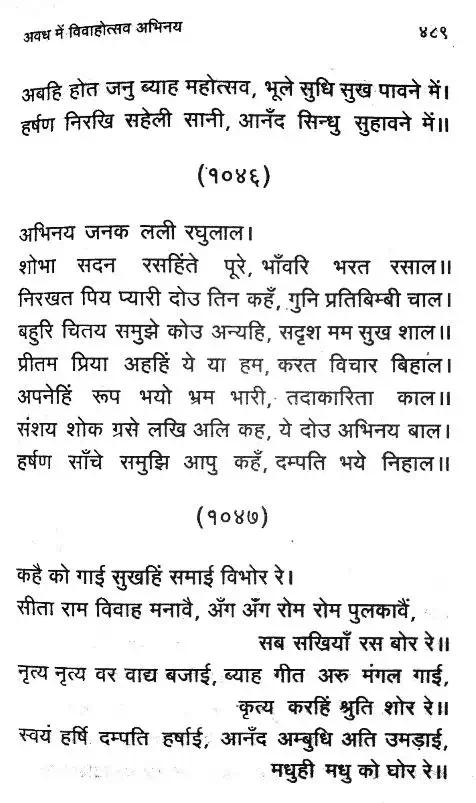 अवध में विवाहोत्सव अभिनय ४८९
अबहि होत जनु ब्याह महोत्सव, भूले सुधि सुख पावने में।
हर्षण निरखि सहेली सानी, आनँद सिन्धु सुहावने में॥
(१०४६)
अभिनय जनक लली रघुलाल।
शोभा सदन रसहिंते पूरे, भाँवरि भरत रसाल॥
निरखत पिय प्यारी दोउ तिन कहँ, गुनि प्रतिबिम्बी चाल।
बहुरि चितय समुझे कोउ अन्यहि, सदृश मम सुख शाल॥
प्रीतम प्रिया अहहिं ये या हम, करत विचार बिहाल।
अपनेहिं रूप भयो भ्रम भारी, तदाकारिता काल॥
संशय शोक ग्रसे लखि अलि कह, ये दोउ अभिनय बाल।
हर्षण साँचे समुझि आपु कहँ, दम्पति भये निहाल॥
(१०४७)
कहै को गाई सुखहिं समाई विभोर रे।
सीता राम विवाह मनावै, अँग अँग रोम रोम पुलकावैं,
सब सखियाँ रस बोर रे॥
नृत्य नृत्य वर वाद्य बजाई, ब्याह गीत अरु मंगल गाई,
कृत्य करहिं श्रुति शोर रे॥
स्वयं हर्षि दम्पति हर्षाई, आनँद अम्बुधि अति उमड़ाई,
मधुही मधु को घोर रे॥